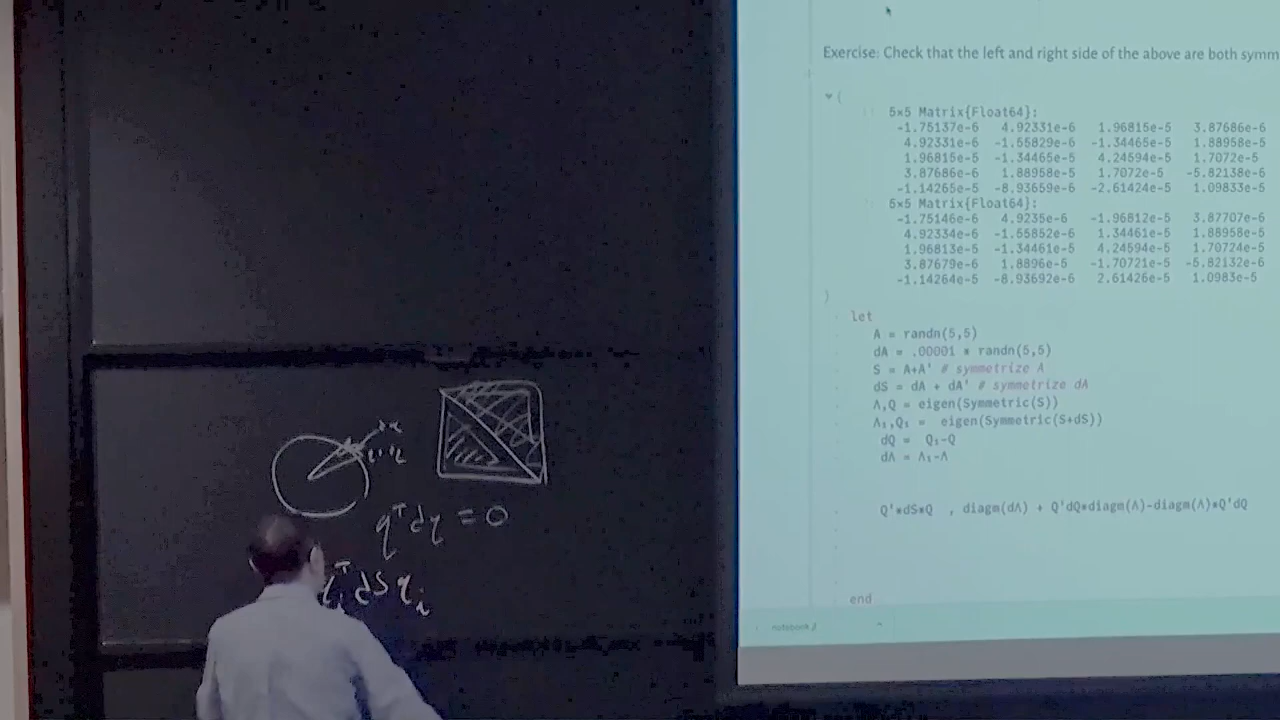 qᵀdq = 0
qᵢᵀ dS qᵢ
Exercise: Check that the left and right side of the above are both symm
(
5×5 Matrix{Float64}:
-1.75137e-6 4.92331e-6 1.96815e-5 3.87686e-6
4.92331e-6 -1.55829e-6 -1.34465e-5 1.88958e-5
1.96815e-5 -1.34465e-5 4.24594e-5 1.7072e-5
3.87686e-6 1.88958e-5 1.7072e-5 -5.82138e-6
-1.14265e-5 -8.93659e-6 -2.61424e-5 1.09833e-5
5×5 Matrix{Float64}:
-1.75146e-6 4.9235e-6 -1.96812e-5 3.87707e-6
4.92334e-6 -1.55852e-6 1.34461e-5 1.88958e-5
1.96813e-5 -1.34461e-5 4.24594e-5 1.70724e-5
3.87679e-6 1.8896e-5 -1.70721e-5 -5.82132e-6
-1.14264e-5 -8.93692e-6 2.61426e-5 1.0983e-5
)
let
A = randn(5,5)
dA = .00001 * randn(5,5)
S = A+A' # symmetrize A
dS = dA + dA' # symmetrize dA
Λ,Q = eigen(Symmetric(S))
Λ₁,Q₁ = eigen(Symmetric(S+dS))
dQ = Q₁-Q
dΛ = Λ₁-Λ
Q'*dS*Q , diagm(dΛ) + Q'dQ*diagm(Λ)-diagm(Λ)*Q'dQ
end